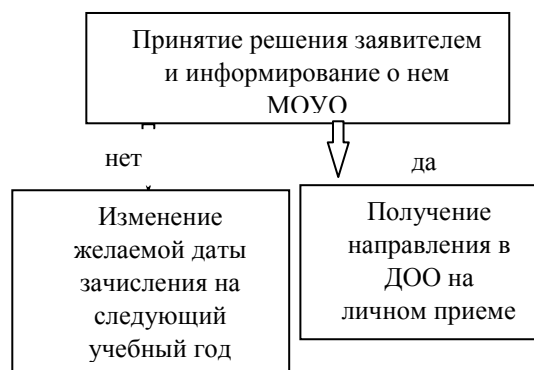 Принятие решения заявителем
и информирование о нем
МОУО
нет
да
Изменение
желаемой даты
зачисления на
следующий
учебный год
Получение
направления в
ДОО на
личном приеме